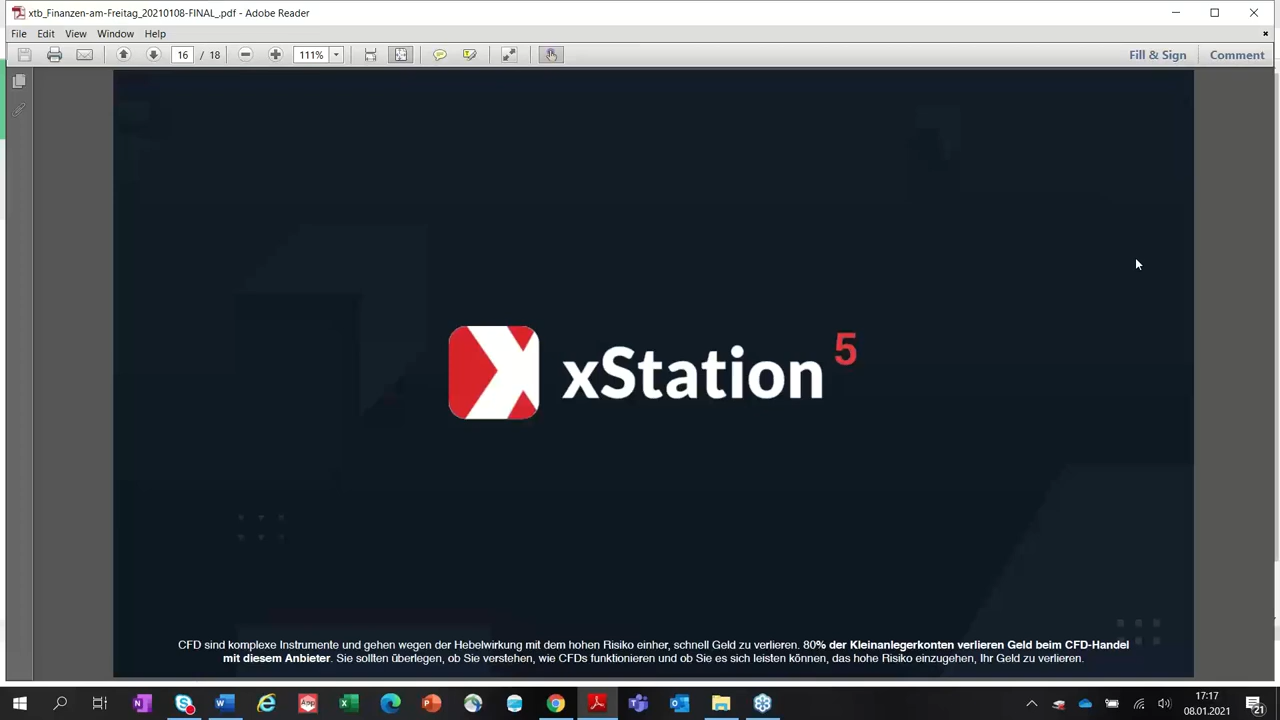 xtb_Finanzen-am-Freitag_20210108-FINAL_.pdf - Adobe Reader
File Edit View Window Help
16 / 18 111% Fill & Sign Comment
xStation 5
CFD sind komplexe Instrumente und gehen wegen der Hebelwirkung mit dem hohen Risiko einher, schnell Geld zu verlieren. 80% der Kleinanlegerkonten verlieren Geld beim CFD-Handel
mit diesem Anbieter. Sie sollten überlegen, ob Sie verstehen, wie CFDs funktionieren und ob Sie es sich leisten können, das hohe Risiko einzugehen, Ihr Geld zu verlieren.
17:17
08.01.2021
21